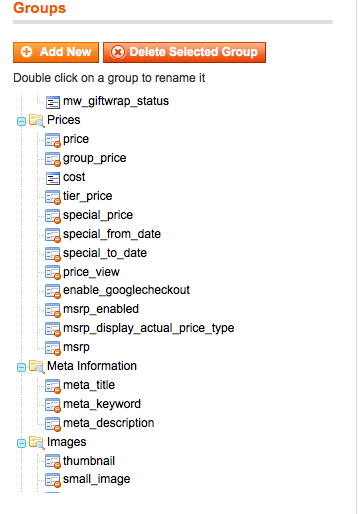 Groups
Add New Delete Selected Group
Double click on a group to rename it
mw_giftwrap_status
Prices
price
group_price
cost
tier_price
special_price
special_from_date
special_to_date
price_view
enable_googlecheckout
msrp_enabled
msrp_display_actual_price_type
msrp
Meta Information
meta_title
meta_keyword
meta_description
Images
thumbnail
small_image